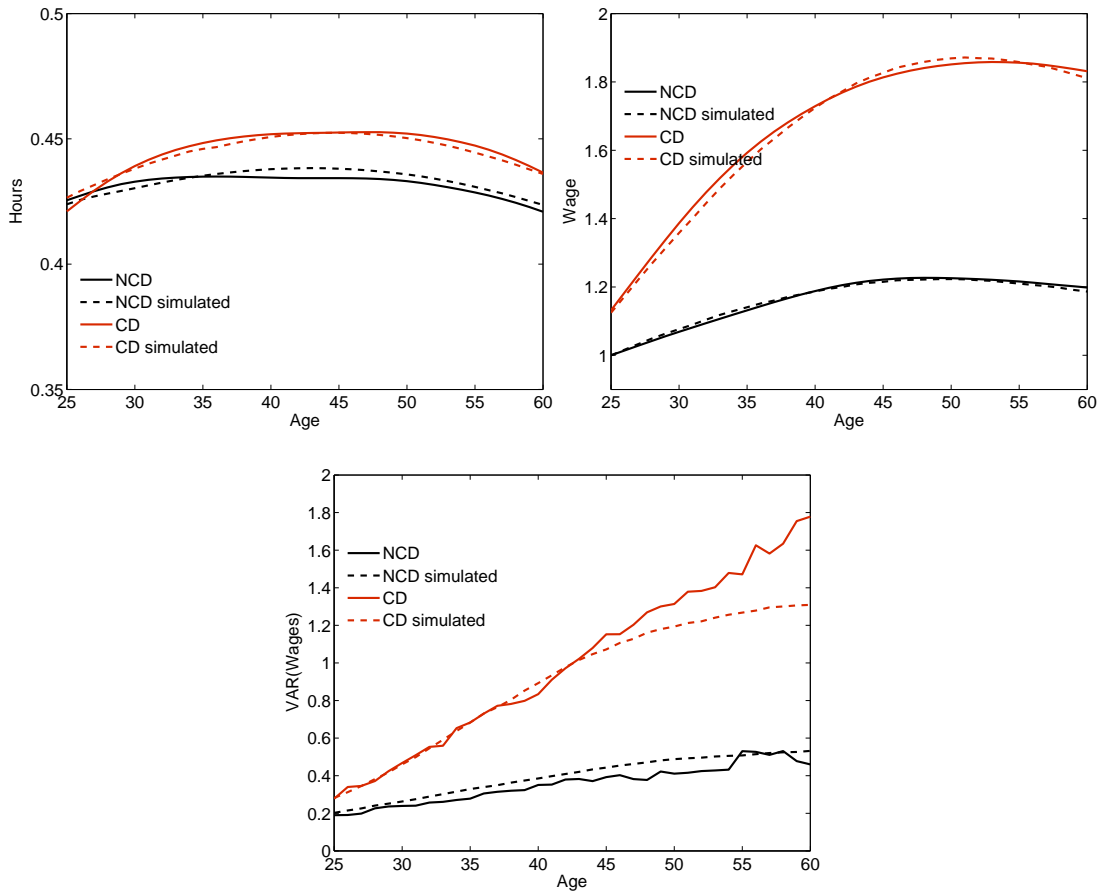 0.5
0.45
0.4
0.35
Hours
NCD
NCD simulated
CD
CD simulated
25 30 35 40 45 50 55 60
Age
2
1.8
1.6
1.4
1.2
1
Wage
NCD
NCD simulated
CD
CD simulated
25 30 35 40 45 50 55 60
Age
2
1.8
1.6
1.4
1.2
1
0.8
0.6
0.4
0.2
0
VAR(Wages)
NCD
NCD simulated
CD
CD simulated
25 30 35 40 45 50 55 60
Age